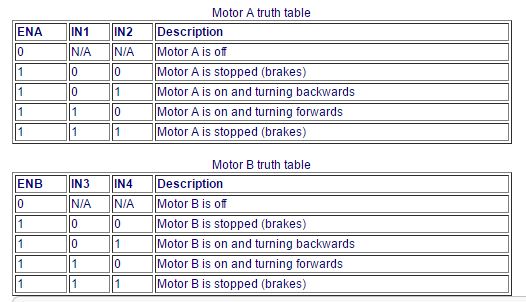 Motor A truth table
ENA IN1 IN2 Description
0 N/A N/A Motor A is off
1 0 0 Motor A is stopped (brakes)
1 0 1 Motor A is on and turning backwards
1 1 0 Motor A is on and turning forwards
1 1 1 Motor A is stopped (brakes)
Motor B truth table
ENB IN3 IN4 Description
0 N/A N/A Motor B is off
1 0 0 Motor B is stopped (brakes)
1 0 1 Motor B is on and turning backwards
1 1 0 Motor B is on and turning forwards
1 1 1 Motor B is stopped (brakes)